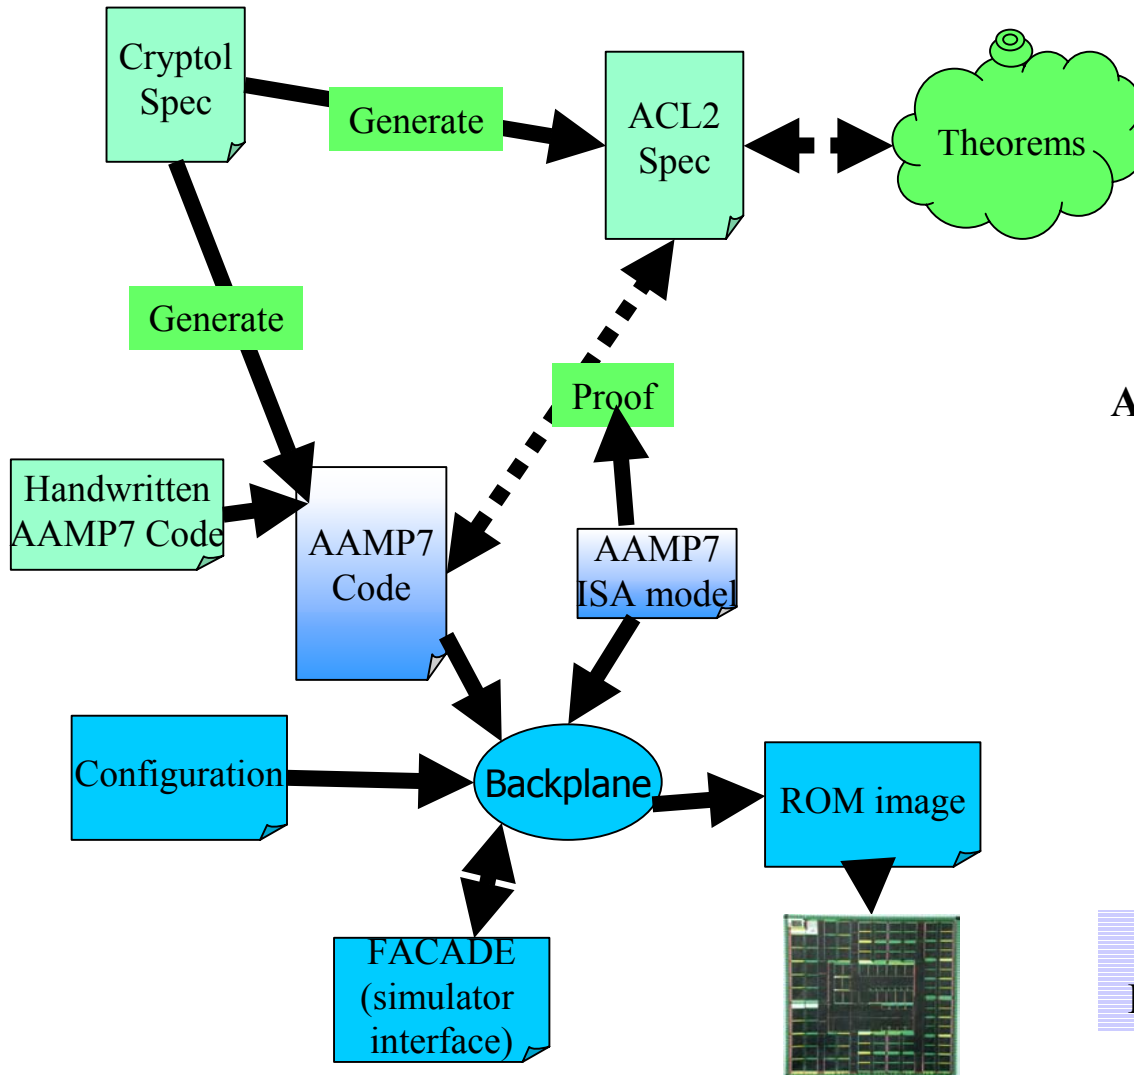 Cryptol
Spec
Generate
ACL2
Spec
Theorems
Generate
Proof
A
Handwritten
AAMP7 Code
AAMP7
Code
AAMP7
ISA model
Configuration
Backplane
ROM image
FACADE
(simulator
interface)